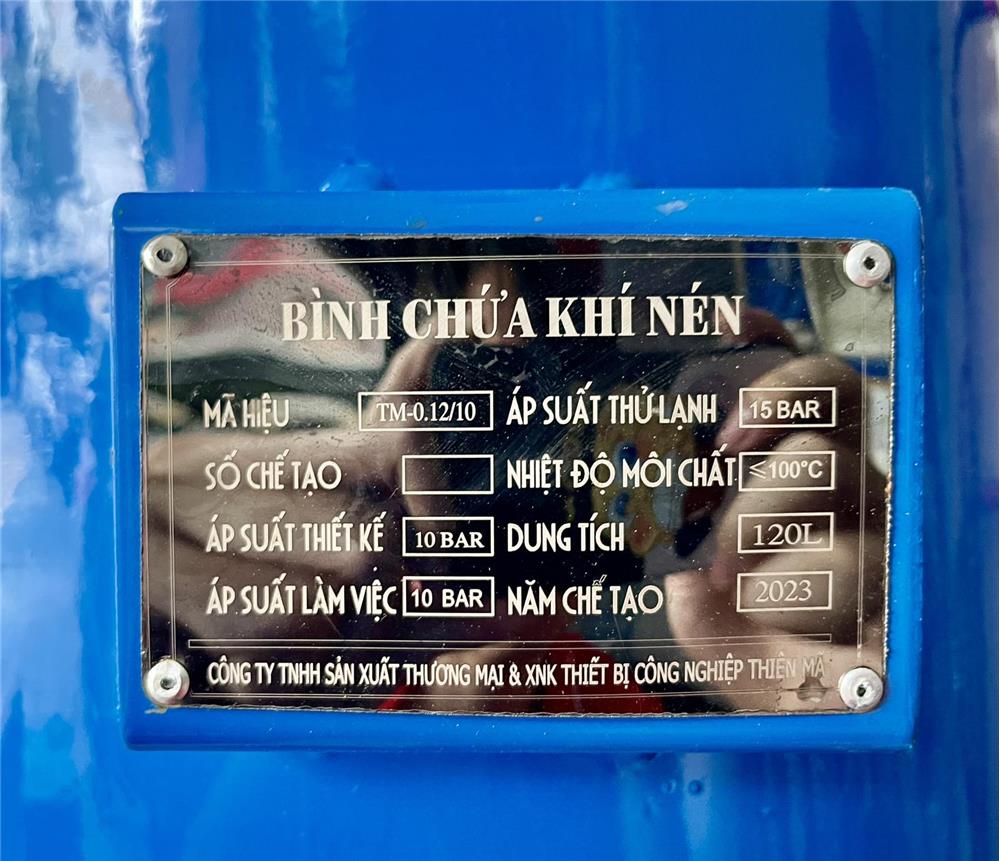 BÌNH CHỨA KHÍ NÉN
MÃ HIỆU TM-0.12/10 ÁP SUẤT THỬ LẠNH 15 BAR
SỐ CHẾ TẠO NHIỆT ĐỘ MÔI CHẤT ≤100°C
ÁP SUẤT THIẾT KẾ 10 BAR DUNG TÍCH 120L
ÁP SUẤT LÀM VIỆC 10 BAR NĂM CHẾ TẠO 2023
CÔNG TY TNHH SẢN XUẤT THƯƠNG MẠI & XNK THIẾT BỊ CÔNG NGHIỆP THIÊN MÃ